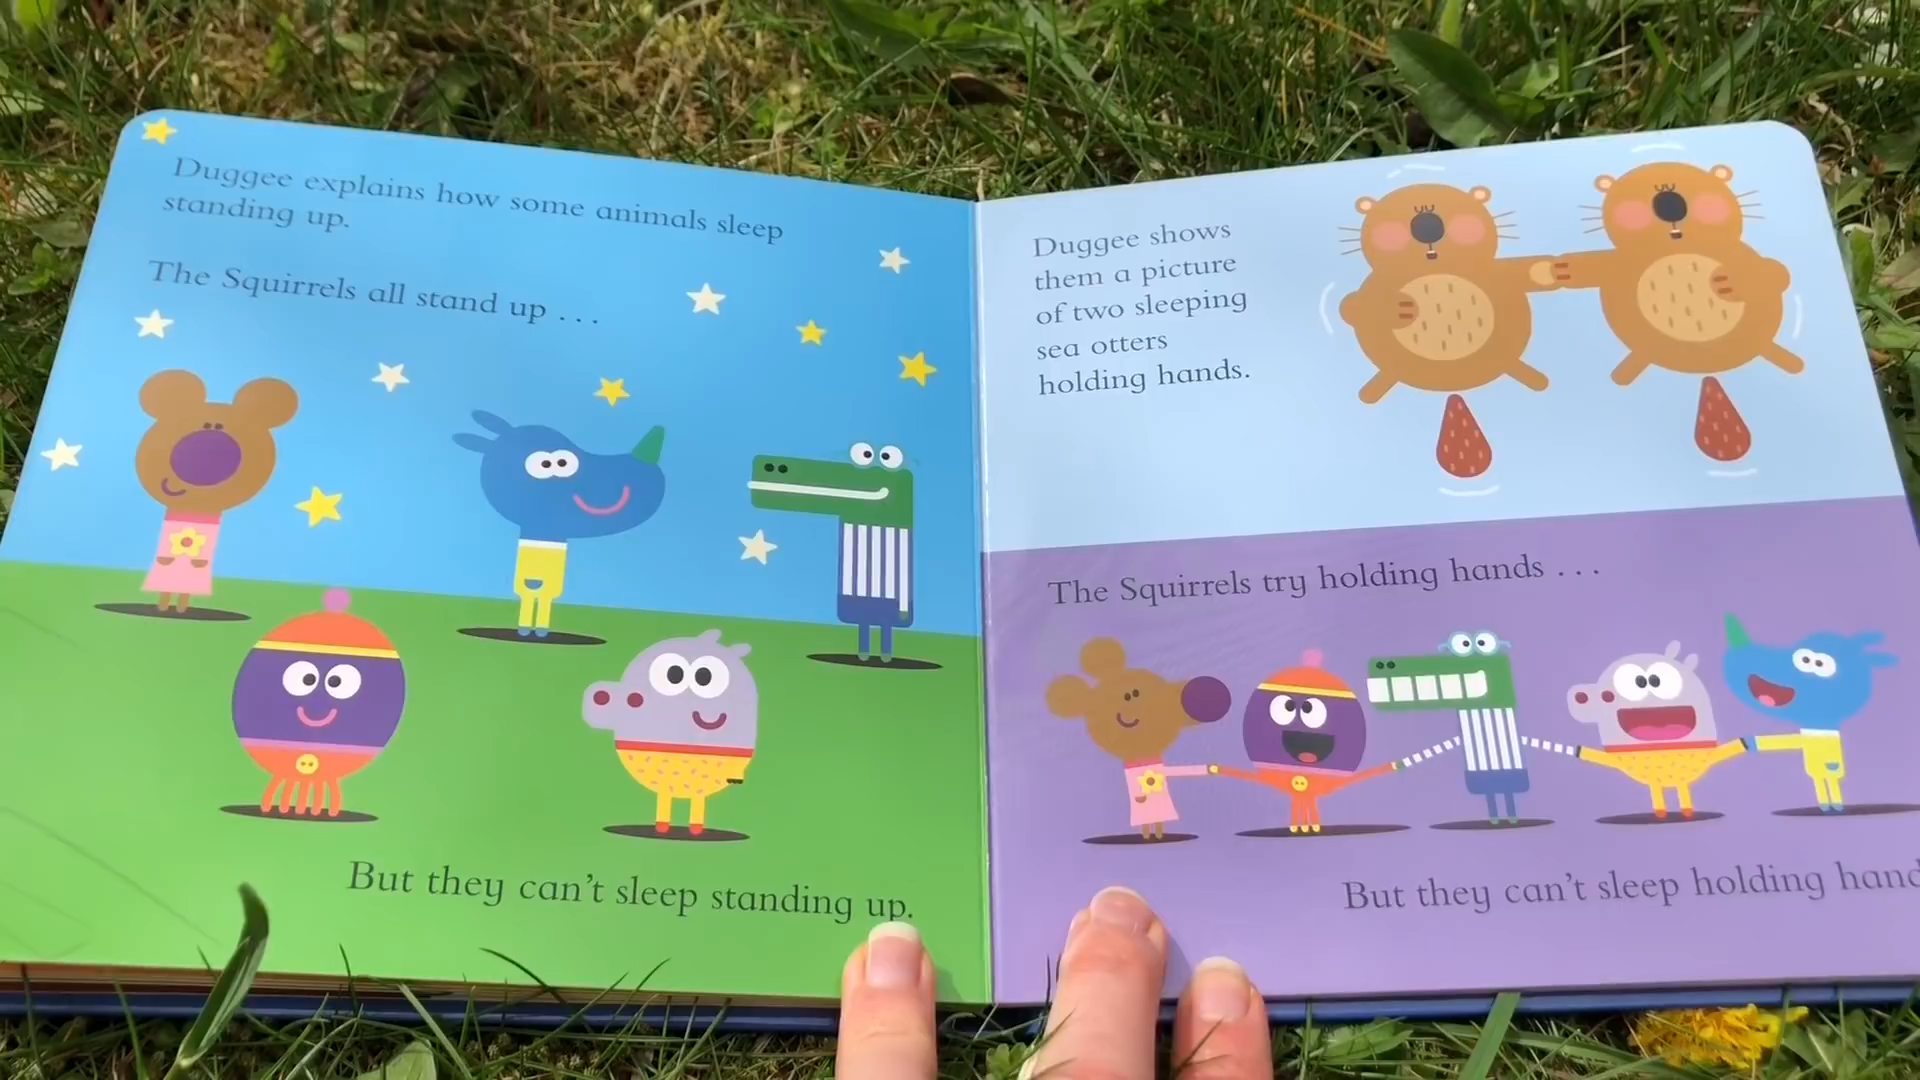 Duggee explains how some animals sleep
standing up.
The Squirrels all stand up . . .
But they can't sleep standing up.
Duggee shows
them a picture
of two sleeping
sea otters
holding hands.
The Squirrels try holding hands . . .
But they can't sleep holding hand